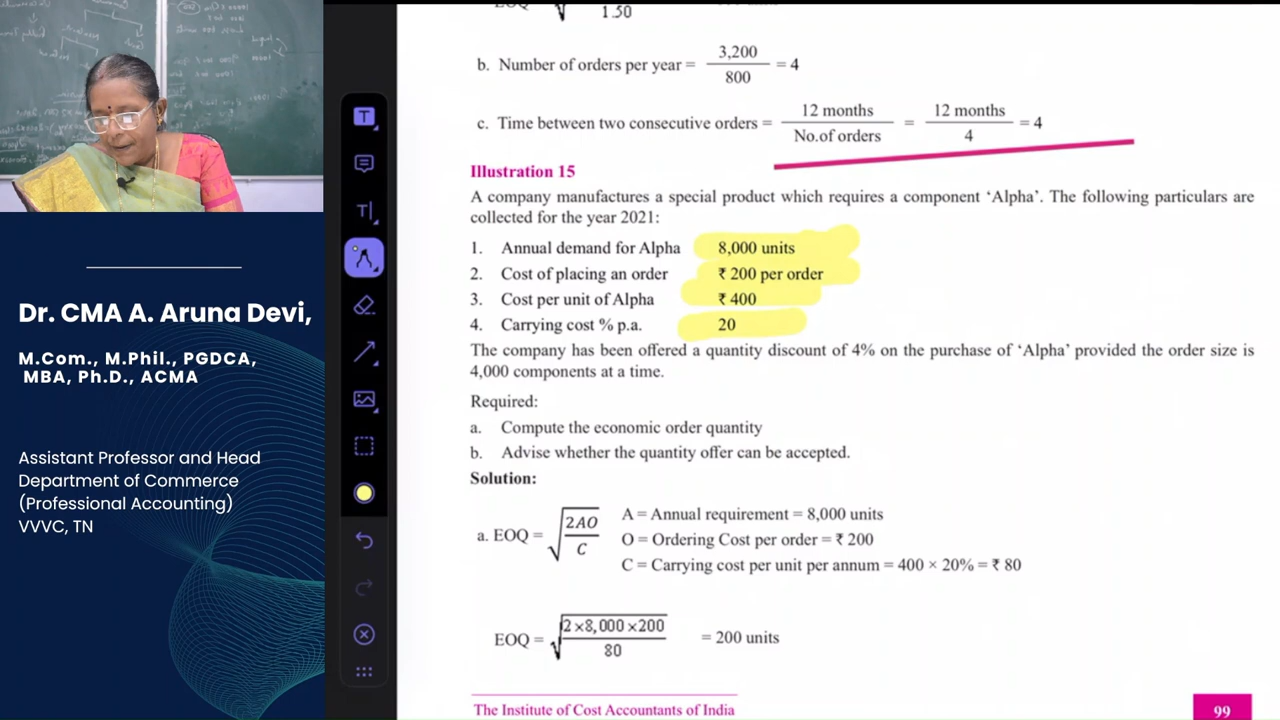 1.50
b. Number of orders per year = 3,200 / 800 = 4
c. Time between two consecutive orders = 12 months / No.of orders = 12 months / 4 = 4
Illustration 15
A company manufactures a special product which requires a component ‘Alpha’. The following particulars are
collected for the year 2021:
1. Annual demand for Alpha 8,000 units
2. Cost of placing an order ₹ 200 per order
3. Cost per unit of Alpha ₹ 400
4. Carrying cost % p.a. 20
The company has been offered a quantity discount of 4% on the purchase of ‘Alpha’ provided the order size is
4,000 components at a time.
Required:
a. Compute the economic order quantity
b. Advise whether the quantity offer can be accepted.
Solution:
a. EOQ = √ 2AO / C
A = Annual requirement = 8,000 units
O = Ordering Cost per order = ₹ 200
C = Carrying cost per unit per annum = 400 × 20% = ₹ 80
EOQ = √ 2×8,000×200 / 80 = 200 units
The Institute of Cost Accountants of India
99
Dr. CMA A. Aruna Devi,
M.Com., M.Phil., PGDCA,
MBA, Ph.D., ACMA
Assistant Professor and Head
Department of Commerce
(Professional Accounting)
VVVC, TN
T
T|